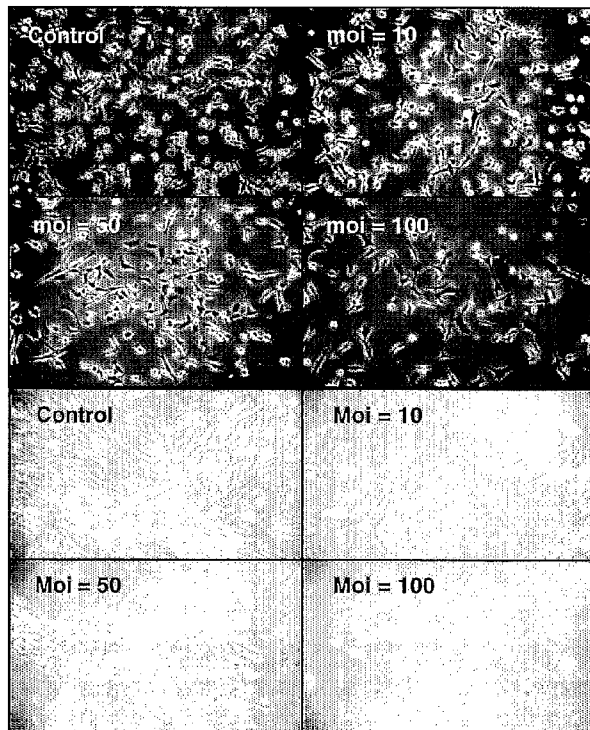 Control
moi = 10
moi = 50
moi = 100
Control
Moi = 10
Moi = 50
Moi = 100